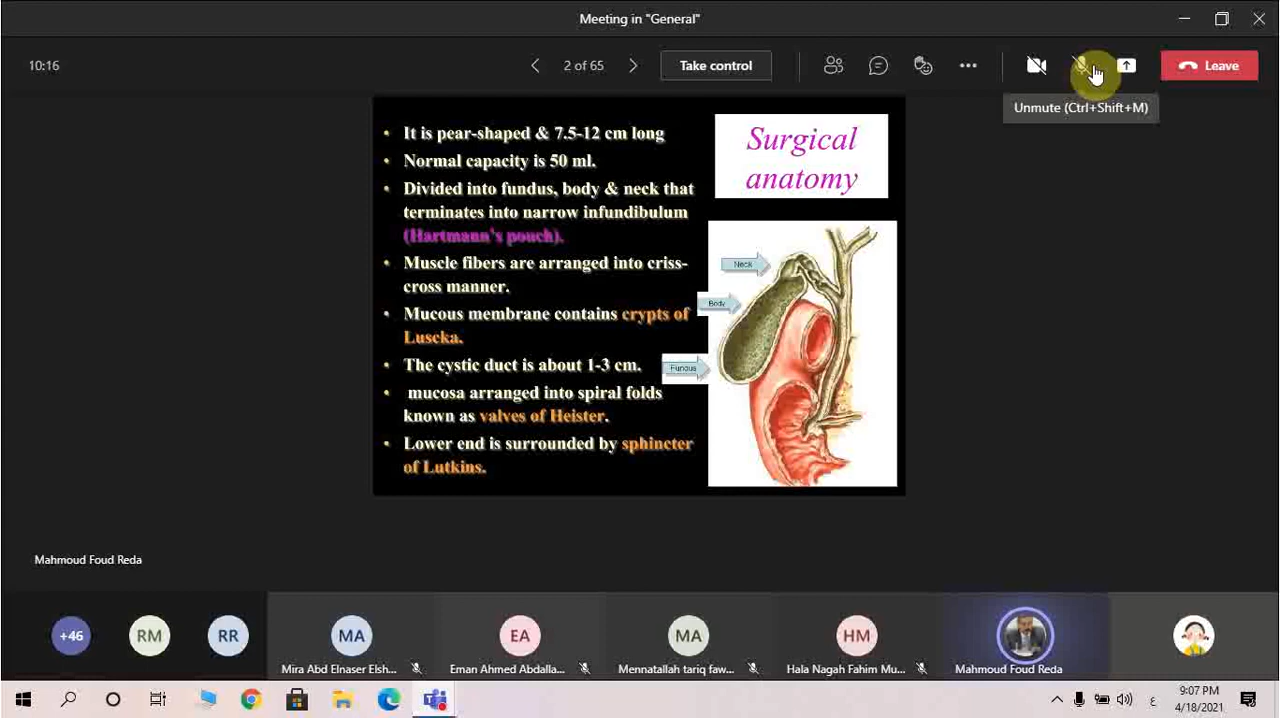 Meeting in "General"
10:16
2 of 65
Take control
Leave
Unmute (Ctrl+Shift+M)
• It is pear-shaped & 7.5-12 cm long
• Normal capacity is 50 ml.
• Divided into fundus, body & neck that
terminates into narrow infundibulum
(Hartmann's pouch).
• Muscle fibers are arranged into criss-
cross manner.
• Mucous membrane contains crypts of
Luscka.
• The cystic duct is about 1-3 cm.
• mucosa arranged into spiral folds
known as valves of Heister.
• Lower end is surrounded by sphincter
of Lutkins.
Surgical
anatomy
Neck
Body
Fundus
Mahmoud Foud Reda
+46
RM
RR
MA
EA
MA
HM
Mira Abd Elnaser Elsh...
Eman Ahmed Abdalla...
Mennatallah tariq faw...
Hala Nagah Fahim Mu...
Mahmoud Foud Reda
ع
9:07 PM
4/18/2021